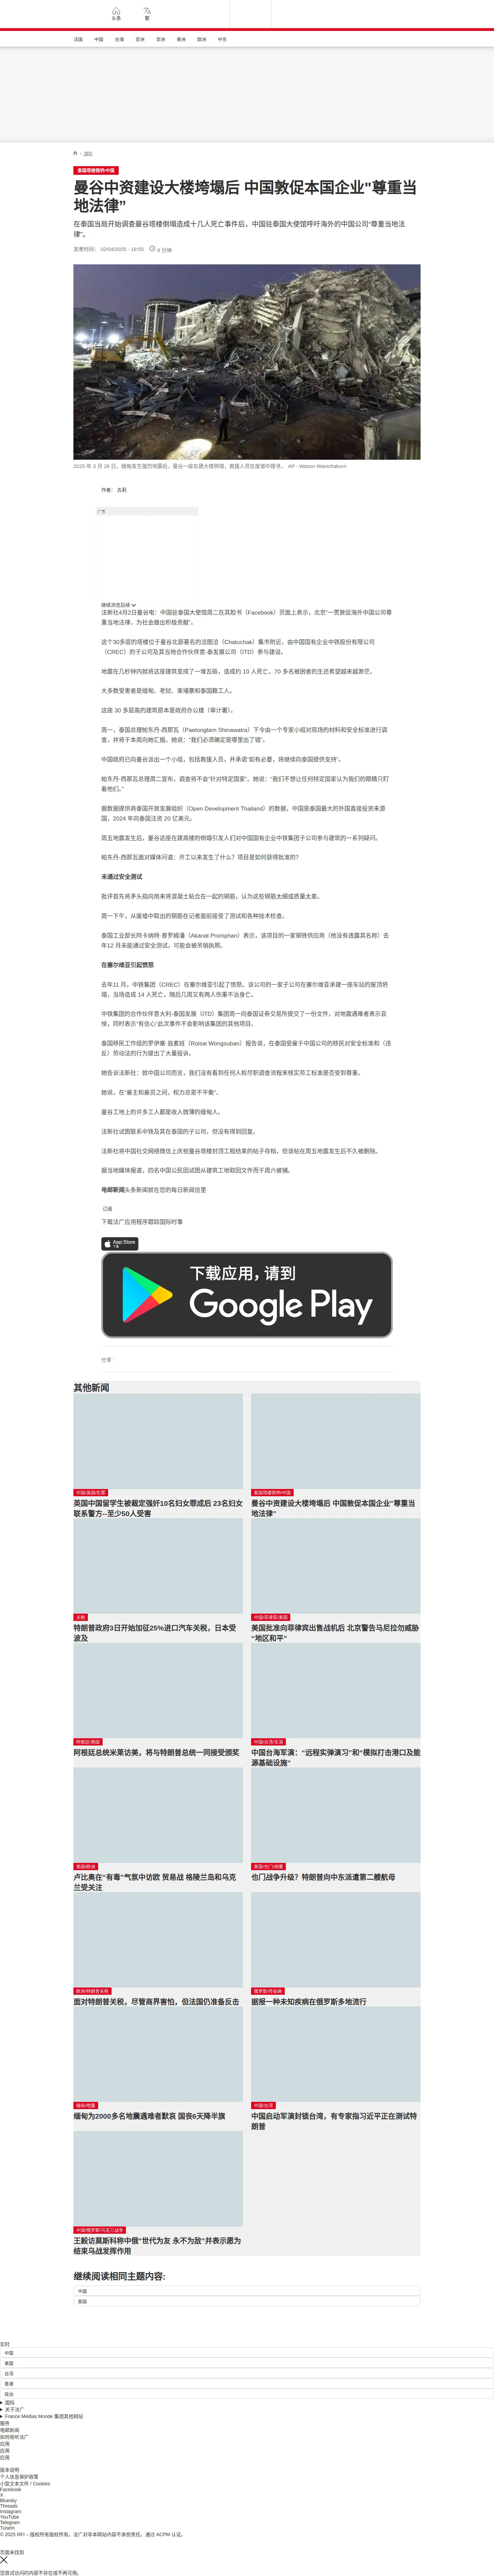 头条
繁
法国
中国
台海
亚洲
非洲
美洲
欧洲
中东
/ 国际
泰国塔楼倒坍/中国
曼谷中资建设大楼垮塌后 中国敦促本国企业"尊重当
地法律”
在泰国当局开始调查曼谷塔楼倒塌造成十几人死亡事件后，中国驻泰国大使馆呼吁海外的中国公司“尊重当地法
律”。
发表时间： 02/04/2025 - 18:55 6 分钟
2025 年 3 月 28 日，缅甸发生强烈地震后，曼谷一座在建大楼倒塌，救援人员在废墟中搜寻。 AP - Wason Wanichakorn
作者： 古莉
广告
继续浏览后续
法新社4月2日曼谷电：中国驻泰国大使馆周二在其脸书（Facebook）页面上表示，北京“一贯敦促海外中国公司尊
重当地法律，为社会做出积极贡献”。
这个30多层的塔楼位于曼谷北部著名的洽图洽（Chatuchak）集市附近，由中国国有企业中铁股份有限公司
（CREC）的子公司及其当地合作伙伴意-泰发展公司（ITD）参与建设。
地震在几秒钟内就将这座建筑变成了一堆瓦砾，造成约 10 人死亡，70 多名被困者的生还希望越来越渺茫。
大多数受害者是缅甸、老挝、柬埔寨和泰国籍工人。
这座 30 多层高的建筑原本是政府办公楼（审计署）。
周一，泰国总理帕东丹-西那瓦（Paetongtarn Shinawatra）下令由一个专家小组对现场的材料和安全标准进行调
查，并将于本周向她汇报。她说：“我们必须确定是哪里出了错”。
中国政府已向曼谷派出一个小组，包括救援人员，并承诺“如有必要，将继续向泰国提供支持”。
帕东丹-西那瓦总理周二宣布，调查将不会“针对特定国家”。她说：“我们不想让任何特定国家认为我们的眼睛只盯
着他们。”
据数据提供商泰国开放发展组织（Open Development Thailand）的数据，中国是泰国最大的外国直接投资来源
国，2024 年向泰国注资 20 亿美元。
周五地震发生后，曼谷这座在建高楼的倒塌引发人们对中国国有企业中铁集团子公司参与建筑的一系列疑问。
帕东丹-西那瓦面对媒体问道：开工以来发生了什么？项目是如何获得批准的？
未通过安全测试
批评首先将矛头指向用来将混凝土粘合在一起的钢筋，认为这些钢筋太细或质量太差。
周一下午，从废墟中取出的钢筋在记者面前接受了测试和各种技术检查。
泰国工业部长阿卡纳特·普罗姆潘（Akanat Promphan）表示，该项目的一家钢铁供应商（他没有透露其名称）去
年12 月未能通过安全测试，可能会被吊销执照。
在塞尔维亚引起愤怒
去年11 月，中铁集团（CREC）在塞尔维亚引起了愤怒。该公司的一家子公司在塞尔维亚承建一座车站的屋顶坍
塌，当场造成 14 人死亡，随后几周又有两人伤重不治身亡。
中铁集团的合作伙伴意大利-泰国发展（ITD）集团周一向泰国证券交易所提交了一份文件，对地震遇难者表示哀
悼，同时表示“有信心”此次事件不会影响该集团的其他项目。
泰国移民工作组的罗伊塞·翁素班（Roisai Wongsuban）报告说，在泰国受雇于中国公司的移民对安全标准和（违
反）劳动法的行为提出了大量投诉。
她告诉法新社：就中国公司而言，我们没有看到任何人权尽职调查流程来核实劳工标准是否受到尊重。
她说，在“雇主和雇员之间，权力总是不平衡”。
曼谷工地上的许多工人都是收入微薄的缅甸人。
法新社试图联系中铁及其在泰国的子公司，但没有得到回复。
法新社将中国社交网络微信上庆祝曼谷塔楼封顶工程结束的帖子存档，但该帖在周五地震发生后不久被删除。
据当地媒体报道，四名中国公民因试图从建筑工地取回文件而于周六被捕。
电邮新闻头条新闻就在您的每日新闻信里
订阅
下载法广应用程序跟踪国际时事
App Store
下载
下载应用，请到
Google Play
分享 :
其他新闻
中国/英国/犯罪
英国中国留学生被裁定强奸10名妇女罪成后 23名妇女
联系警方--至少50人受害
泰国塔楼倒坍/中国
曼谷中资建设大楼垮塌后 中国敦促本国企业"尊重当
地法律”
关税
特朗普政府3日开始加征25%进口汽车关税，日本受
波及
中国/菲律宾/美国
美国批准向菲律宾出售战机后 北京警告马尼拉勿威胁
“地区和平”
阿根廷/美国
阿根廷总统米莱访美，将与特朗普总统一同接受颁奖
中国/台湾/军演
中国台海军演：“远程实弹演习”和“模拟打击港口及能
源基础设施”
美国/欧洲
卢比奥在"有毒"气氛中访欧 贸易战 格陵兰岛和乌克
兰受关注
美国/也门/胡塞
也门战争升级？特朗普向中东派遣第二艘航母
欧洲/特朗普关税
面对特朗普关税，尽管商界害怕，但法国仍准备反击
俄罗斯/传染病
据报一种未知疾病在俄罗斯多地流行
缅甸/地震
缅甸为2000多名地震遇难者默哀 国丧6天降半旗
中国/台湾
中国启动军演封锁台湾，有专家指习近平正在测试特
朗普
中国/俄罗斯/乌克兰战争
王毅访莫斯科称中俄"世代为友 永不为敌"并表示愿为
结束乌战发挥作用
继续阅读相同主题内容:
中国
泰国
实时
中国
美国
台湾
香港
政治
国际
关于法广
France Médias Monde 集团其他网站
服务
电邮新闻
如何收听法广
应用
应用
应用
版本说明
个人信息保护政策
小型文本文件 / Cookies
Facebook
X
Bluesky
Threads
Instagram
YouTube
Telegram
TuneIn
© 2025 RFI – 版权所有版权所有。法广对非本网站内容不承担责任。通过 ACPM 认证。
页面未找到
您尝试访问的内容不存在或不再可用。